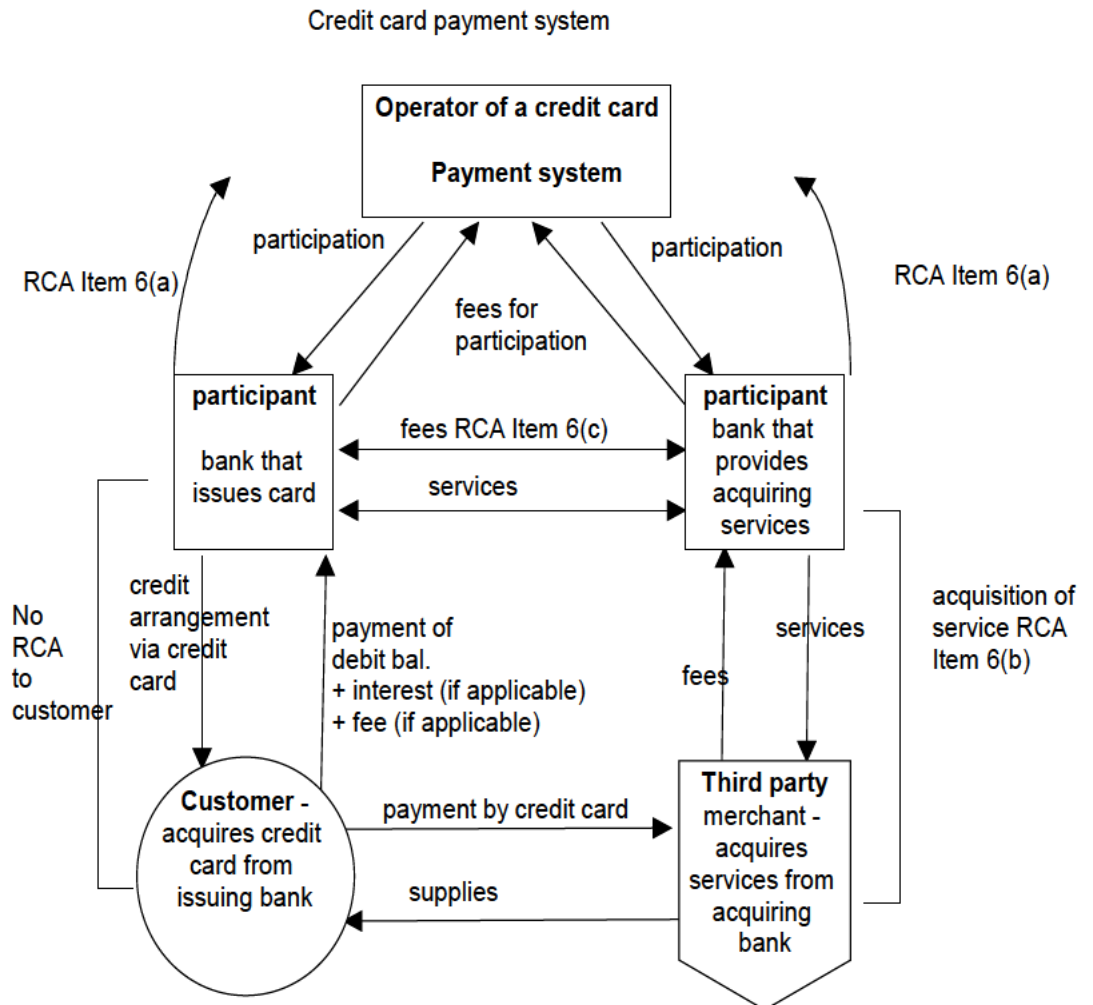 Credit card payment system
Operator of a credit card
Payment system
participation
participation
RCA Item 6(a)
RCA Item 6(a)
fees for
participation
participant
bank that
issues card
participant
bank that
provides
acquiring
services
fees RCA Item 6(c)
services
No
RCA
to
customer
credit
arrangement
via credit
card
payment of
debit bal.
+ interest (if applicable)
+ fee (if applicable)
fees
services
acquisition of
service RCA
Item 6(b)
Customer -
acquires credit
card from
issuing bank
payment by credit card
supplies
Third party
merchant -
acquires
services from
acquiring
bank